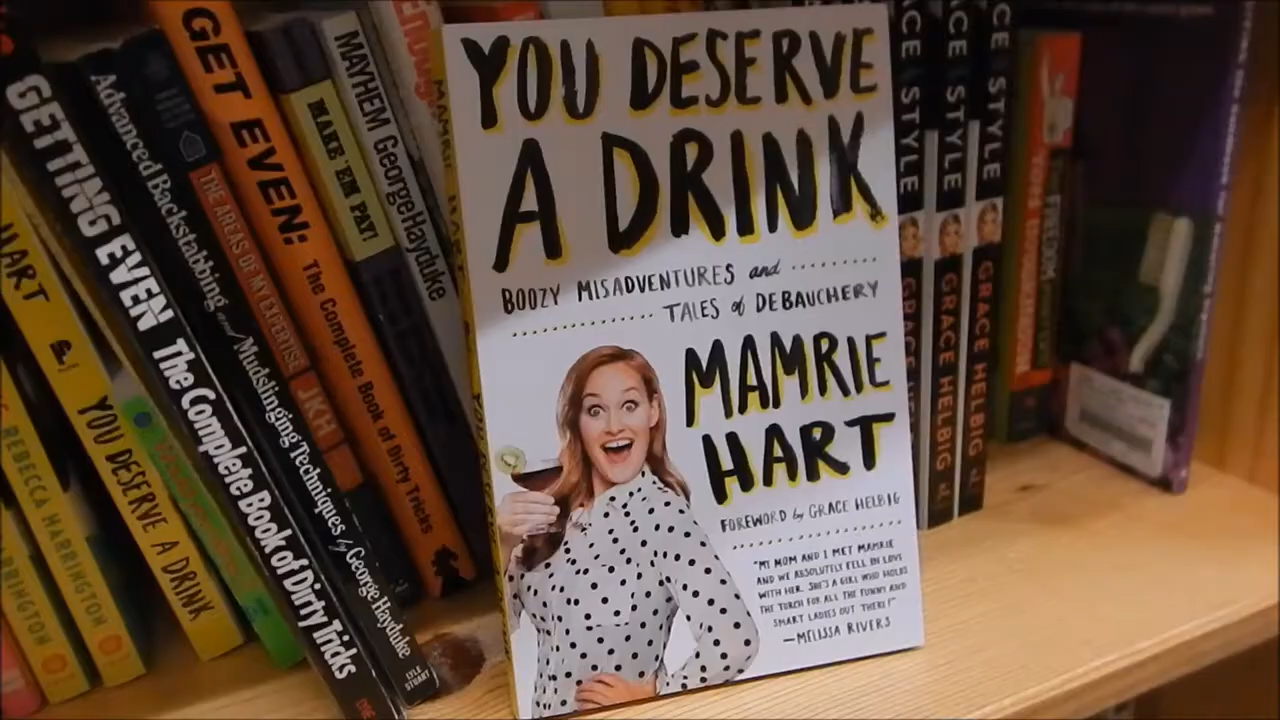 HART
YOU DESERVE A DRINK
REBECCA HARRINGTON
GETTING EVEN The Complete Book of Dirty Tricks
Advanced Backstabbing and Mudslinging Techniques by George Hayduke
LYLE
STUART
THE AREAS OF MY EXPERTISE
GET EVEN: The Complete Book of Dirty Tricks
MAKE 'EM PAY!
MAYHEM George Hayduke
YOU DESERVE
A DRINK
BOOZY MISADVENTURES and
TALES of DEBAUCHERY
MAMRIE
HART
FOREWORD by GRACE HELBIG
"MY MOM AND I MET MAMRIE
AND WE ABSOLUTELY FELL IN LOVE
WITH HER. SHE'S A GIRL WHO HOLDS
THE TORCH FOR ALL THE FUNNY AND
SMART LADIES OUT THERE!"
—MELISSA RIVERS
STYLE
STYLE GRACE HELBIG
STYLE GRACE HELBIG